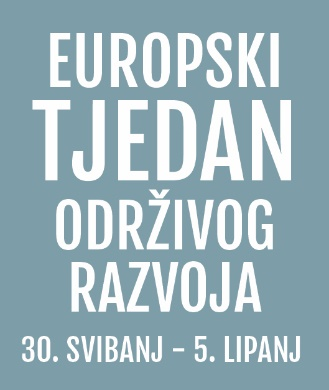 EUROPSKI
TJEDAN
ODRŽIVOG
RAZVOJA
30. SVIBANJ - 5. LIPANJ